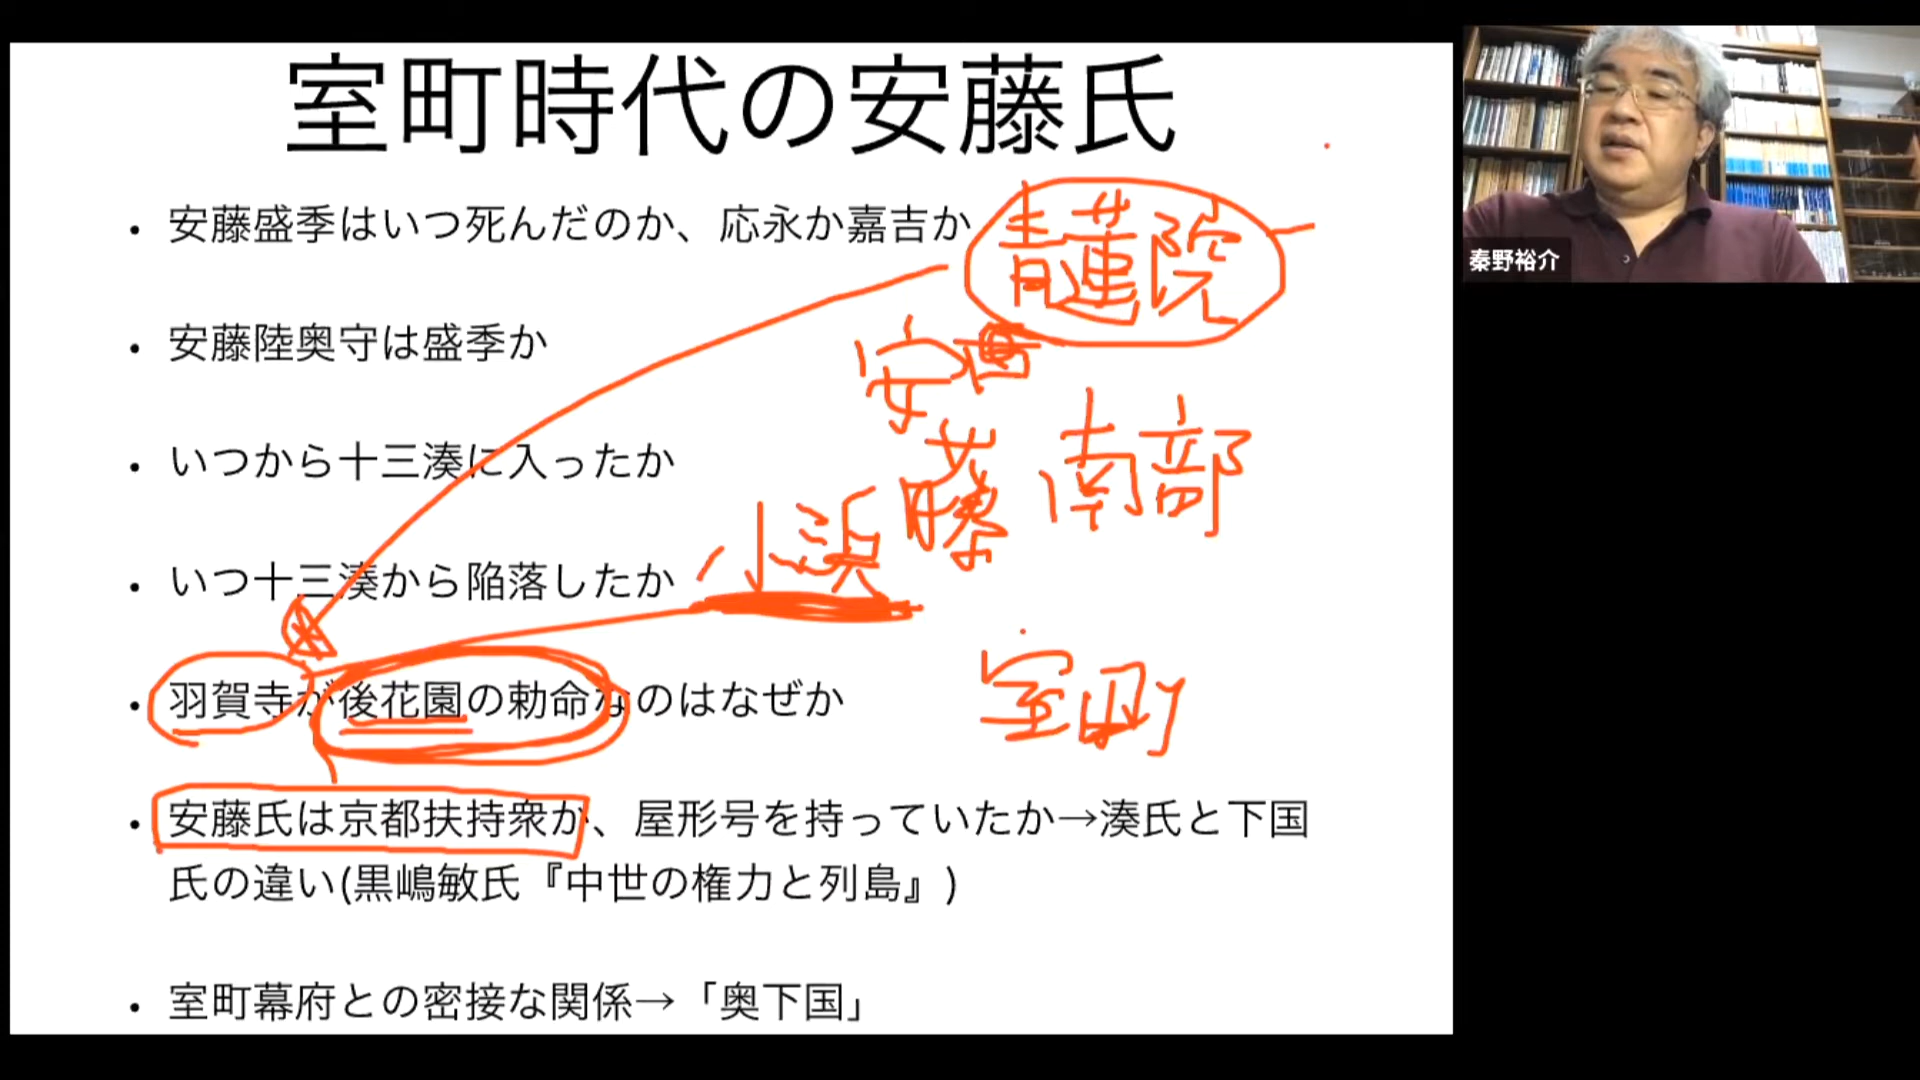 室町時代の安藤氏
• 安藤盛季はいつ死んだのか、応永か嘉吉か
青蓮院
• 安藤陸奥守は盛季か
安藤
南部
• いつから十三湊に入ったか
• いつ十三湊から陥落したか
小浜
• 羽賀寺が後花園の勅命なのはなぜか
室町
• 安藤氏は京都扶持衆か、屋形号を持っていたか→湊氏と下国
氏の違い(黒嶋敏氏『中世の権力と列島』)
• 室町幕府との密接な関係→「奥下国」
秦野裕介